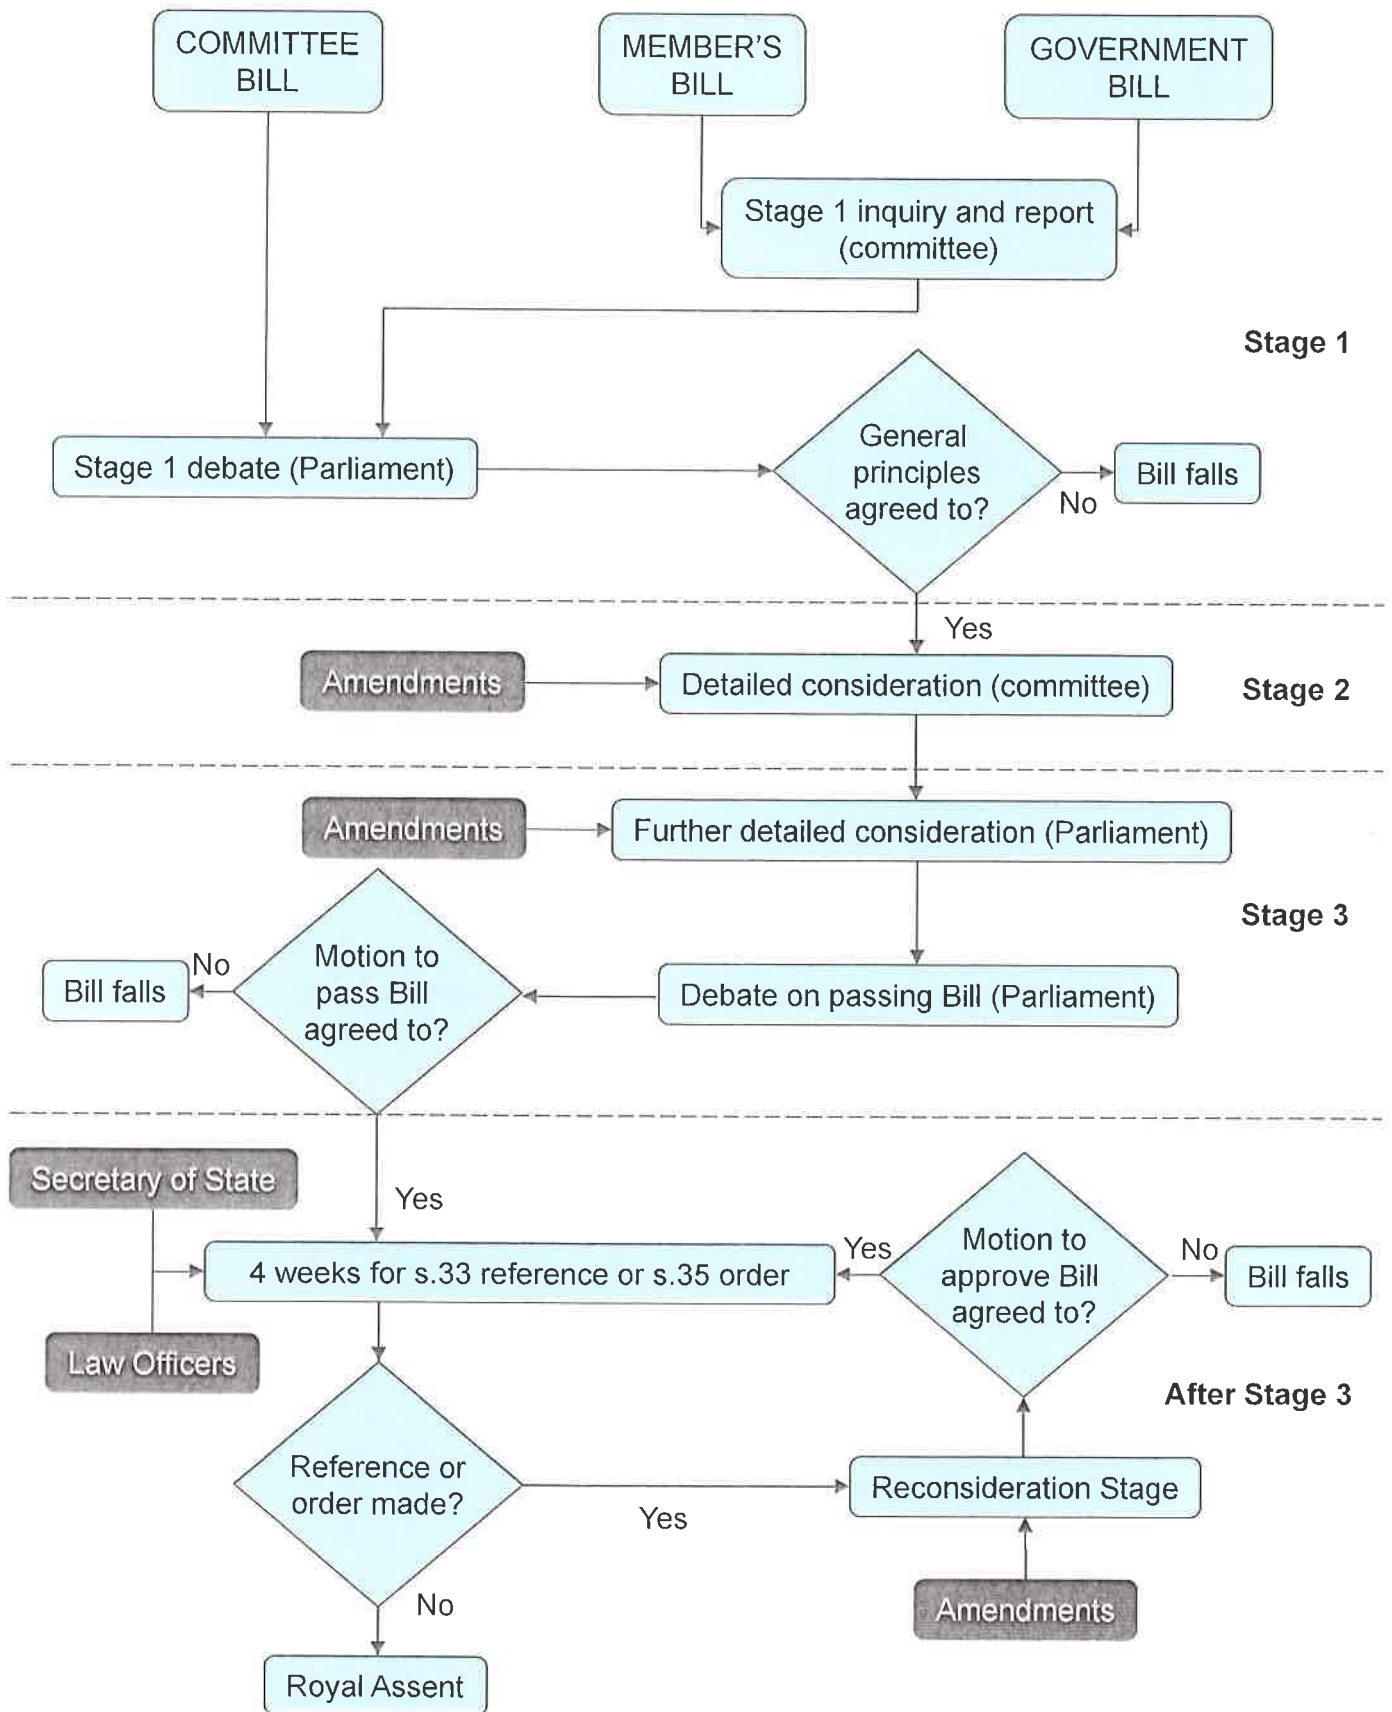 COMMITTEE
BILL
MEMBER'S
BILL
GOVERNMENT
BILL
Stage 1 inquiry and report
(committee)
Stage 1
General
principles
agreed to?
Stage 1 debate (Parliament)
Bill falls
No
Yes
Amendments
Detailed consideration (committee)
Stage 2
Amendments
Further detailed consideration (Parliament)
Stage 3
Motion to
pass Bill
agreed to?
No
Bill falls
Debate on passing Bill (Parliament)
Secretary of State
Yes
4 weeks for s.33 reference or s.35 order
Yes
Motion to
approve Bill
agreed to?
No
Bill falls
Law Officers
After Stage 3
Reference or
order made?
Yes
Reconsideration Stage
No
Amendments
Royal Assent